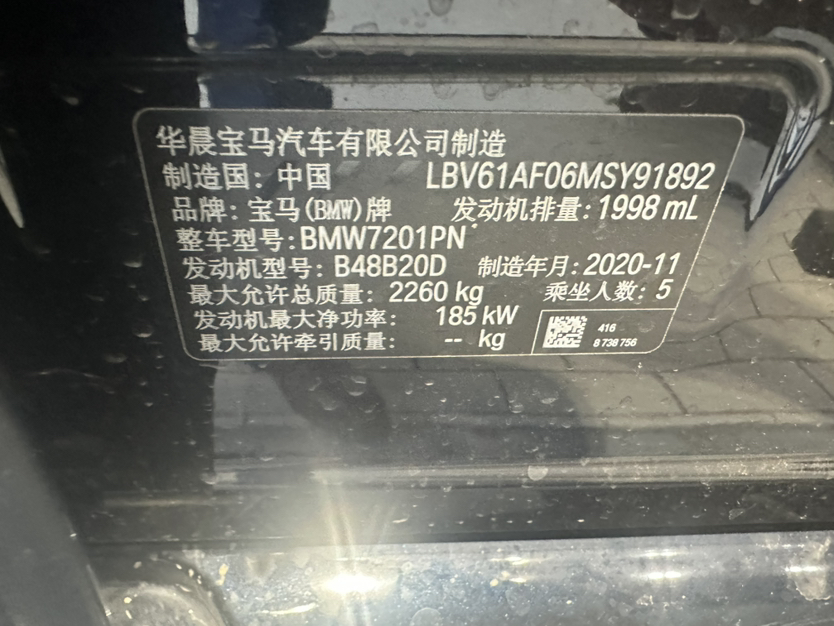 华晨宝马汽车有限公司制造
制造国：中国 LBV61AF06MSY91892
品牌：宝马(BMW)牌 发动机排量：1998 mL
整车型号：BMW7201PN
发动机型号：B48B20D 制造年月：2020-11
最大允许总质量：2260 kg 乘坐人数：5
发动机最大净功率：185 kW
最大允许牵引质量：-- kg
416
8 738 756